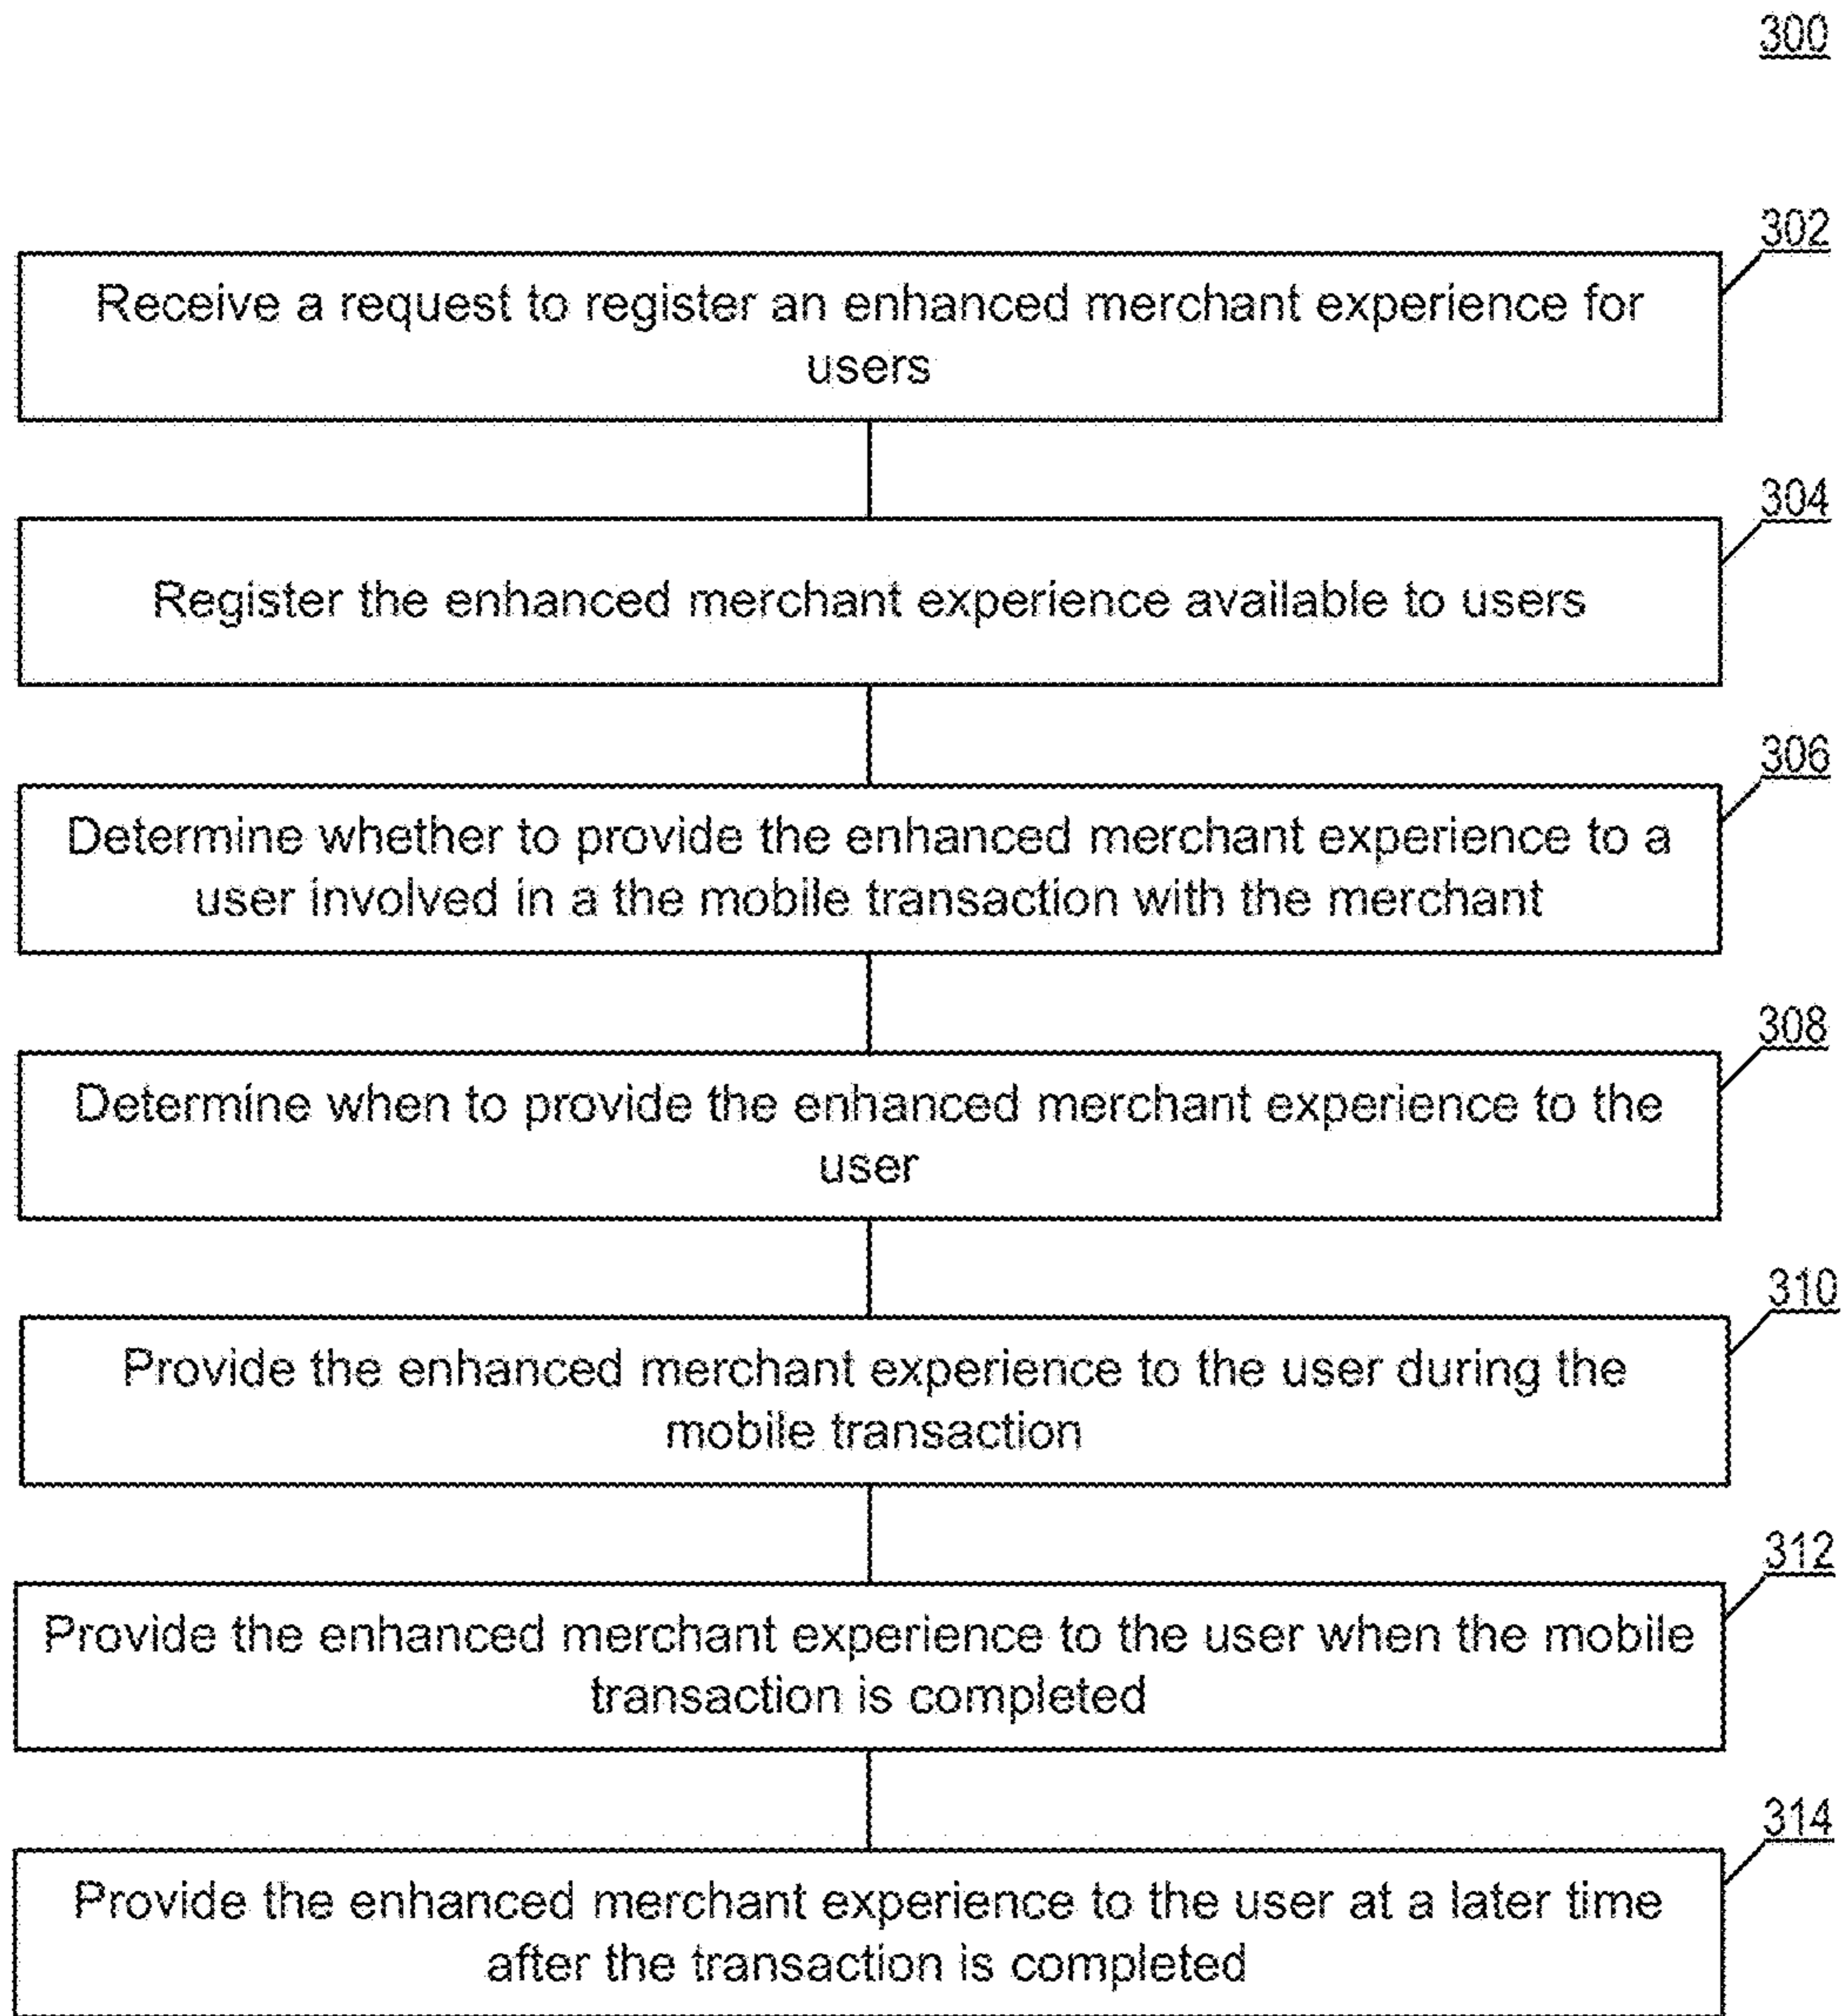 300
302
Receive a request to register an enhanced merchant experience for
users
304
Register the enhanced merchant experience available to users
306
Determine whether to provide the enhanced merchant experience to a
user involved in a the mobile transaction with the merchant
308
Determine when to provide the enhanced merchant experience to the
user
310
Provide the enhanced merchant experience to the user during the
mobile transaction
312
Provide the enhanced merchant experience to the user when the mobile
transaction is completed
314
Provide the enhanced merchant experience to the user at a later time
after the transaction is completed